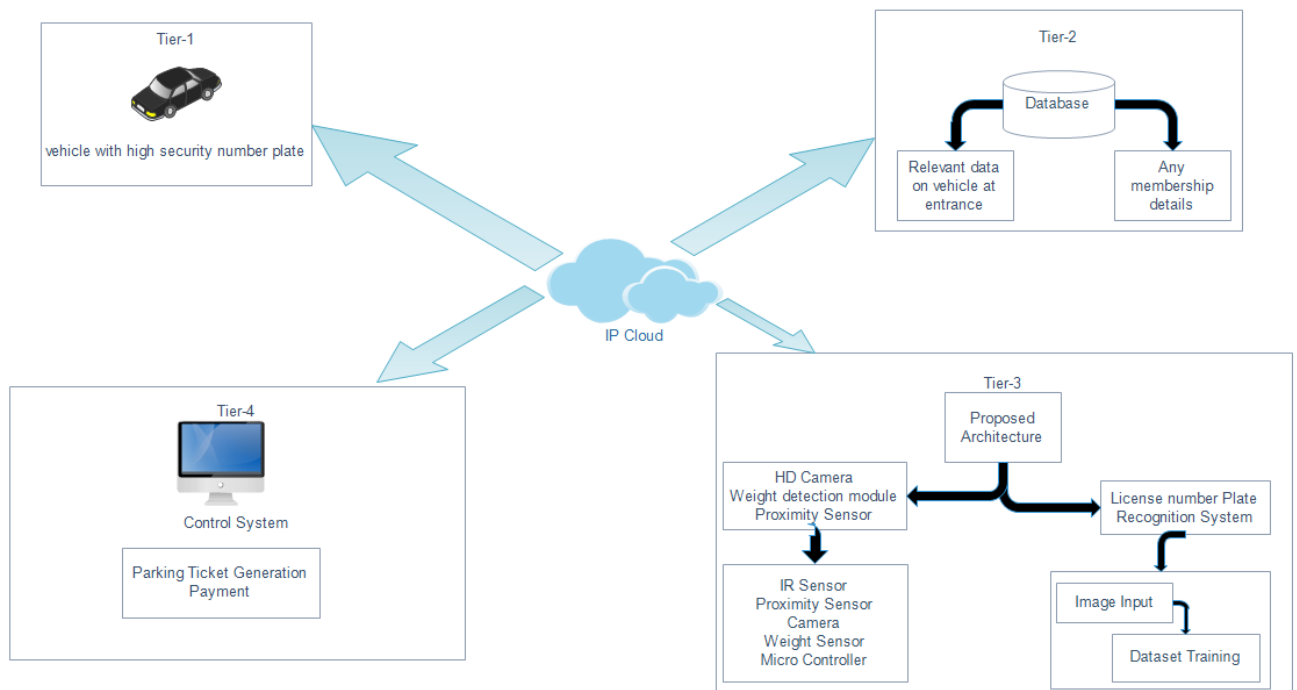 Tier-1
vehicle with high security number plate
Tier-2
Database
Relevant data
on vehicle at
entrance
Any
membership
details
IP Cloud
Tier-4
Control System
Parking Ticket Generation
Payment
Tier-3
Proposed
Architecture
HD Camera
Weight detection module
Proximity Sensor
License number Plate
Recognition System
IR Sensor
Proximity Sensor
Camera
Weight Sensor
Micro Controller
Image Input
Dataset Training